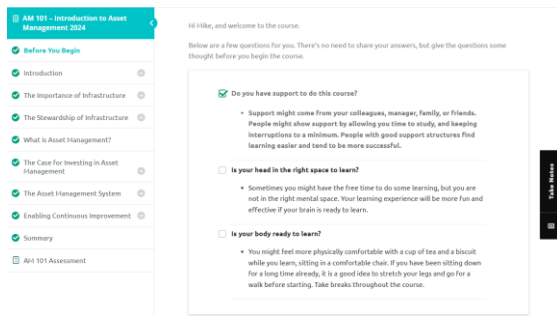 AM 101 – Introduction to Asset
Management 2024
Before You Begin
Introduction
The Importance of Infrastructure
The Stewardship of Infrastructure
What is Asset Management?
The Case for Investing in Asset
Management
The Asset Management System
Enabling Continuous Improvement
Summary
AM 101 Assessment
Hi Mike, and welcome to the course.
Below are a few questions for you. There's no need to share your answers, but give the questions some
thought before you begin the course.
Do you have support to do this course?
• Support might come from your colleagues, manager, family, or friends.
People might show support by allowing you time to study, and keeping
interruptions to a minimum. People with good support structures find
learning easier and tend to be more successful.
Is your head in the right space to learn?
• Sometimes you might have the free time to do some learning, but you are
not in the right mental space. Your learning experience will be more fun and
effective if your brain is ready to learn.
Is your body ready to learn?
• You might feel more physically comfortable with a cup of tea and a biscuit
while you learn, sitting in a comfortable chair. If you have been sitting down
for a long time already, it is a good idea to stretch your legs and go for a
walk before starting. Take breaks throughout the course.
Take Notes